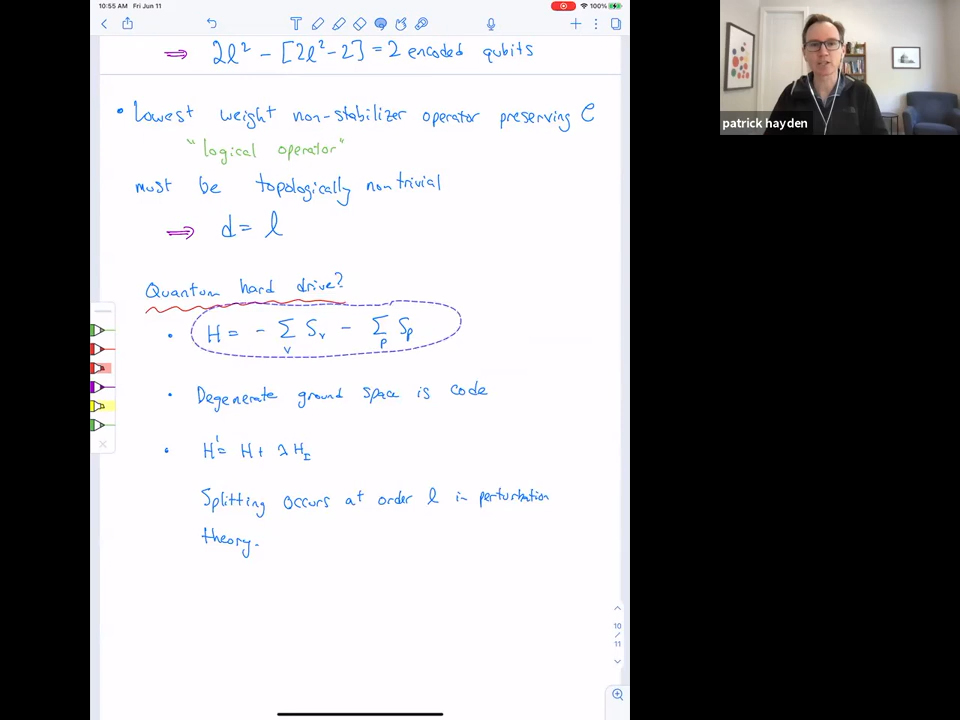 10:55 AM Fri Jun 11
100%
⇒ 2l² - [2l²-2] = 2 encoded qubits
• Lowest weight non-stabilizer operator preserving C
"logical operator"
must be topologically nontrivial
⇒ d = l
Quantum hard drive?
• H = - Σ_v S_v - Σ_p S_p
• Degenerate ground space is code
• H' = H + λ H_I
Splitting occurs at order l in perturbation
theory.
10
/
11
patrick hayden